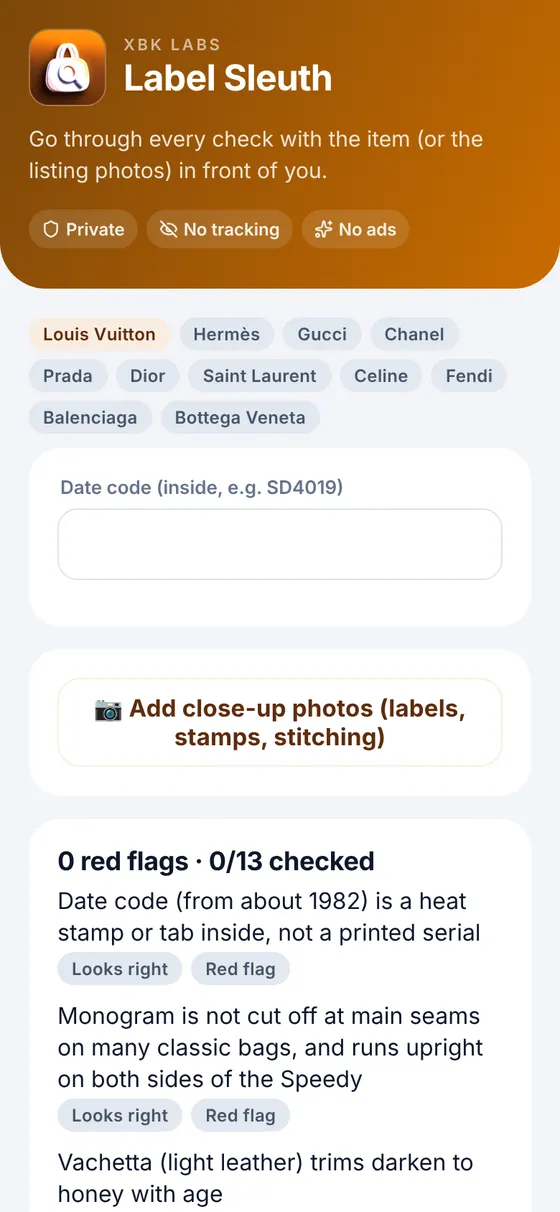 XBK LABS
Label Sleuth
Go through every check with the item (or the
listing photos) in front of you.
Private
No tracking
No ads
Louis Vuitton
Hermès
Gucci
Chanel
Prada
Dior
Saint Laurent
Celine
Fendi
Balenciaga
Bottega Veneta
Date code (inside, e.g. SD4019)
Add close-up photos (labels,
stamps, stitching)
0 red flags · 0/13 checked
Date code (from about 1982) is a heat
stamp or tab inside, not a printed serial
Looks right
Red flag
Monogram is not cut off at main seams
on many classic bags, and runs upright
on both sides of the Speedy
Looks right
Red flag
Vachetta (light leather) trims darken to
honey with age